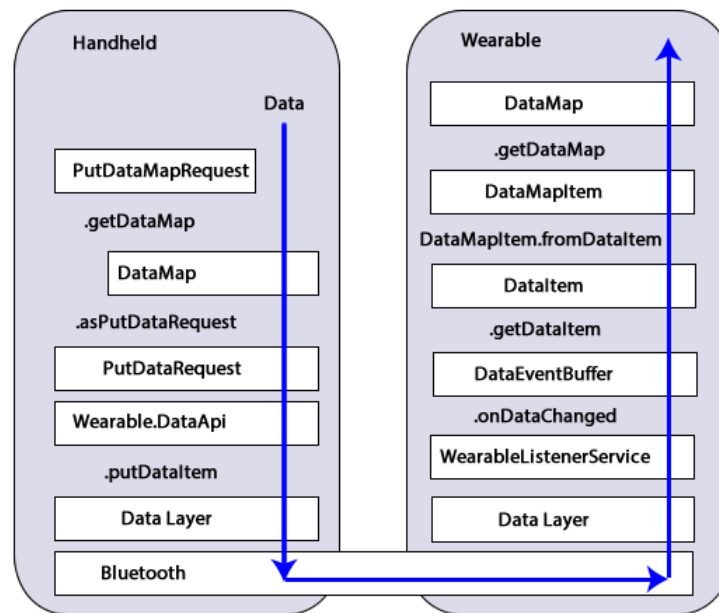 Handheld
Data
PutDataMapRequest
.getDataMap
DataMap
.asPutDataRequest
PutDataRequest
Wearable.DataApi
.putDataItem
Data Layer
Bluetooth
Wearable
DataMap
.getDataMap
DataMapItem
DataMapItem.fromDataItem
DataItem
.getDataItem
DataEventBuffer
.onDataChanged
WearableListenerService
Data Layer